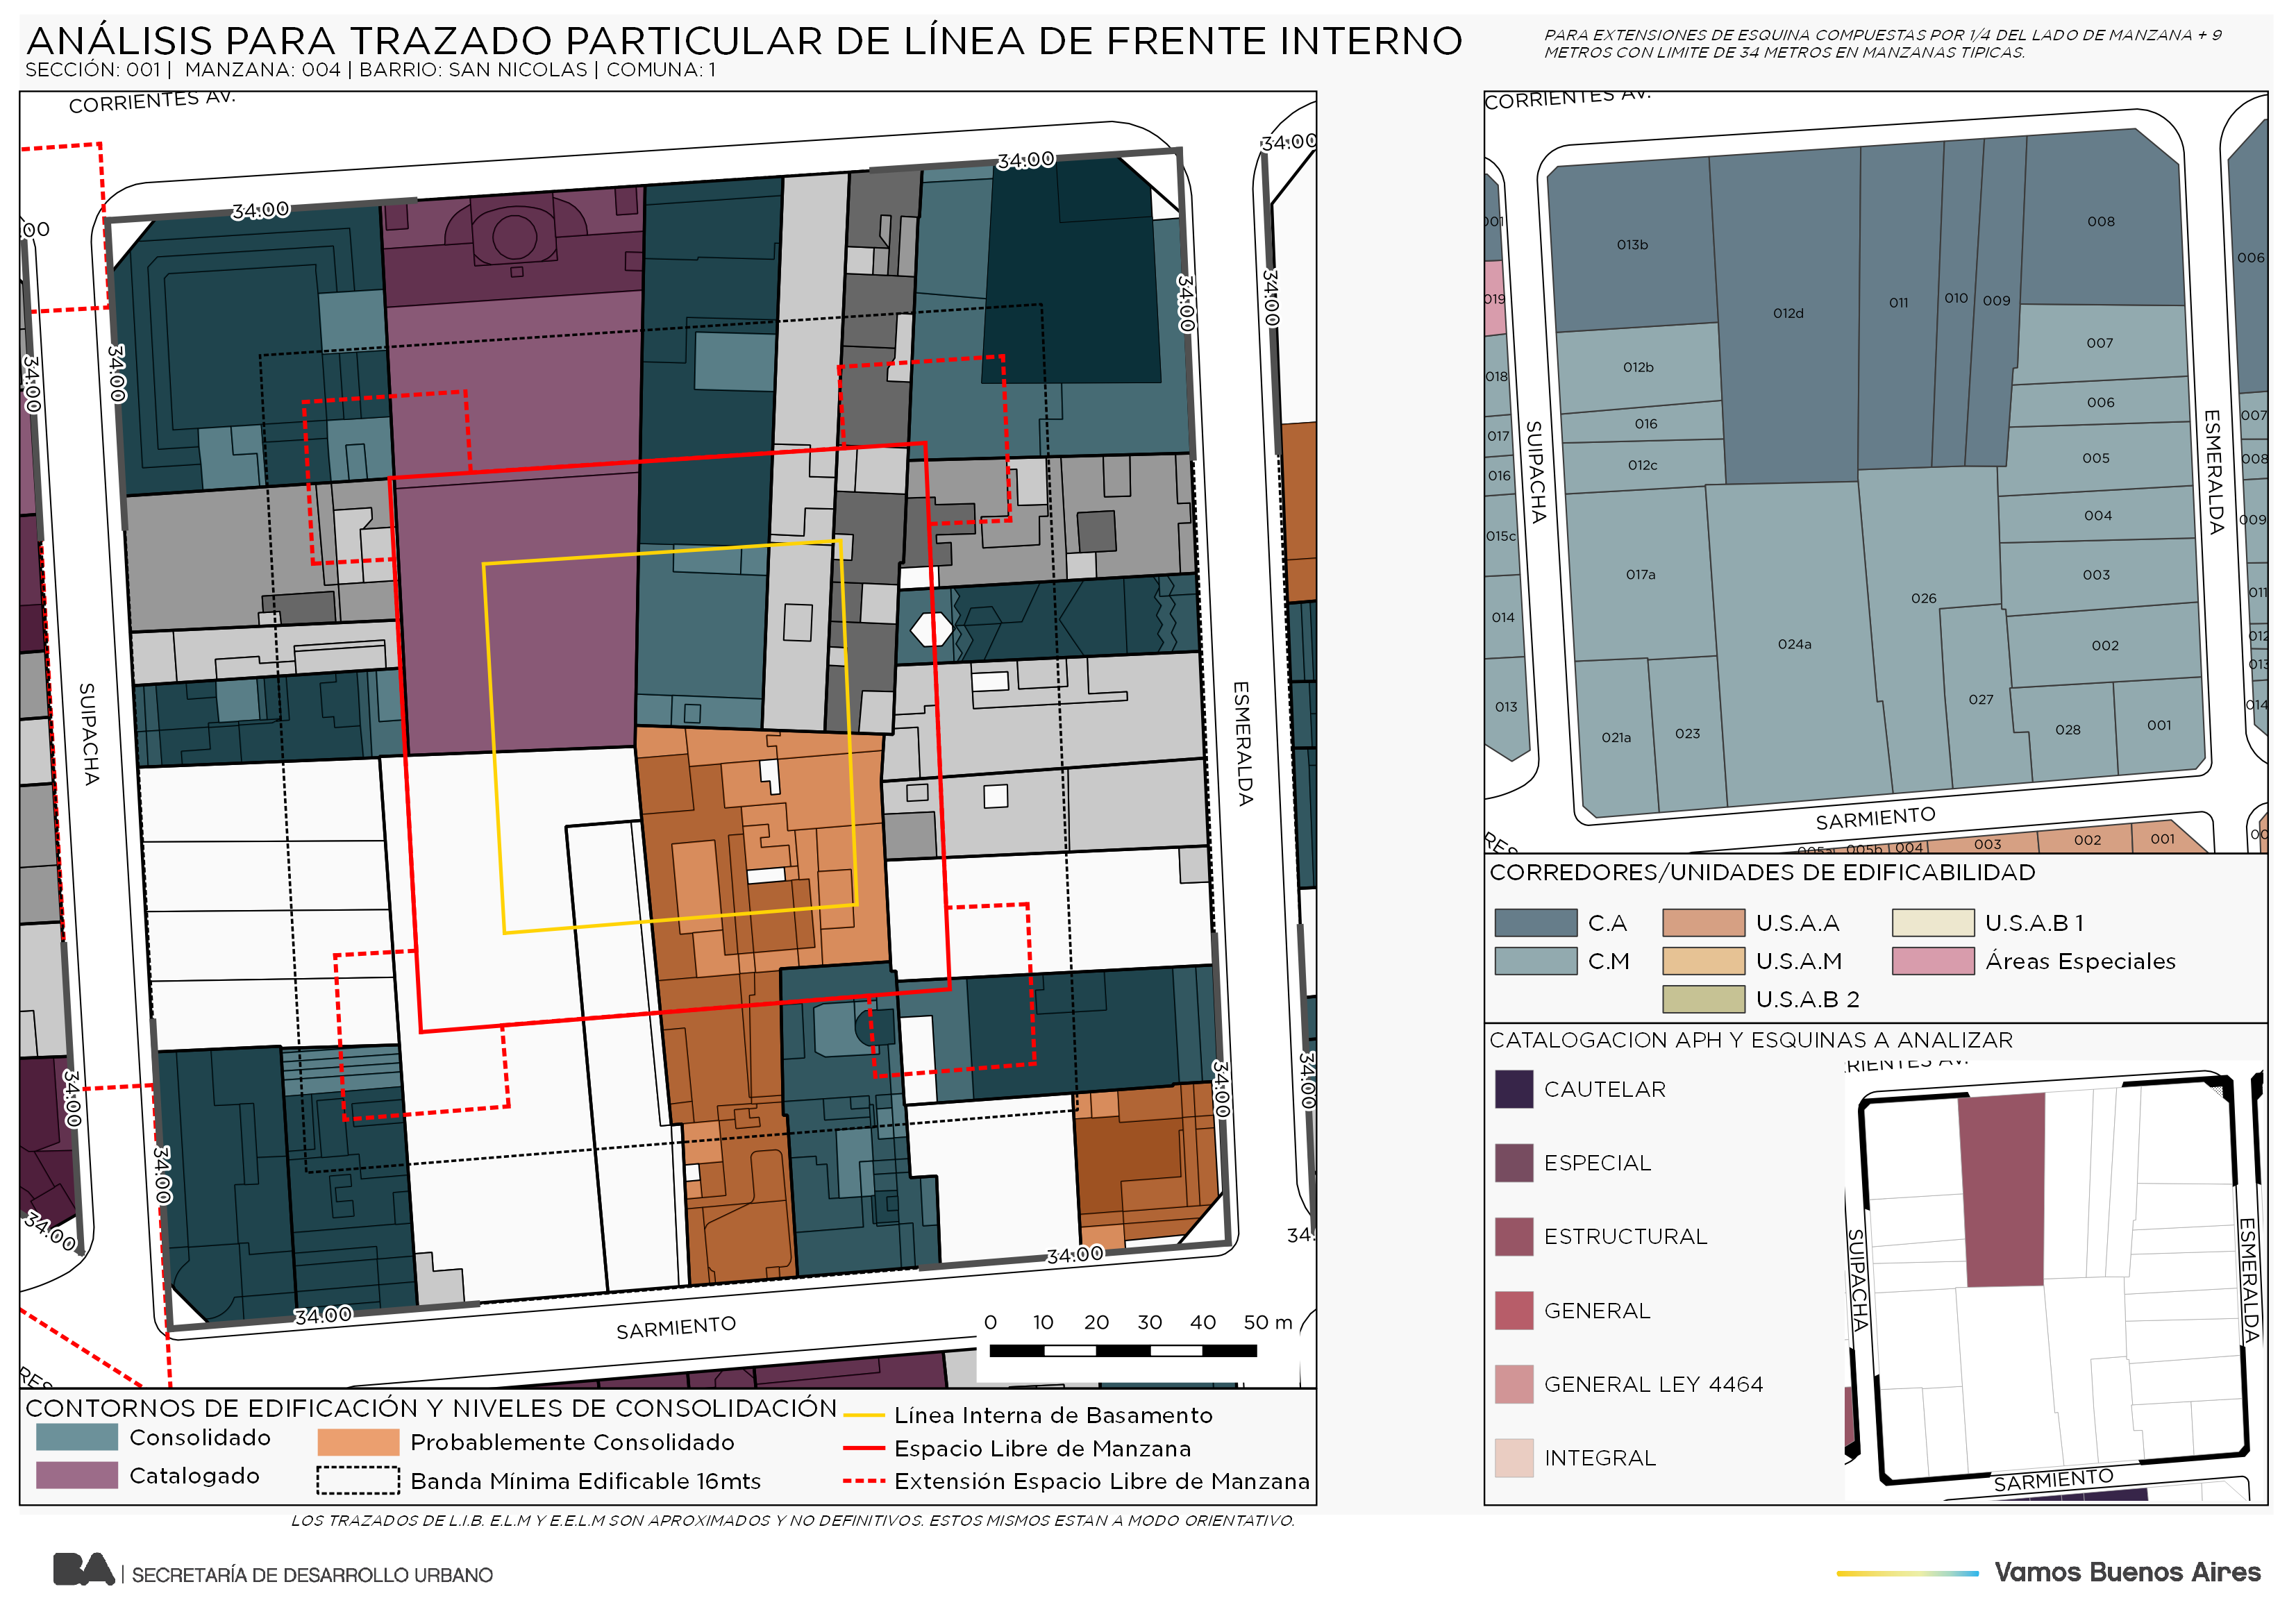 ANÁLISIS PARA TRAZADO PARTICULAR DE LÍNEA DE FRENTE INTERNO
SECCIÓN: 001 | MANZANA: 004 | BARRIO: SAN NICOLAS | COMUNA: 1
PARA EXTENSIONES DE ESQUINA COMPUESTAS POR 1/4 DEL LADO DE MANZANA + 9
METROS CON LIMITE DE 34 METROS EN MANZANAS TIPICAS.
CORRIENTES AV.
34.00
34.00
34.00
34.00
34.00
34.00
34.00
34.00
SUIPACHA
ESMERALDA
34.00
34.00
34.00
34.00
34.00
34.00
34.00
SARMIENTO
0 10 20 30 40 50 m
CONTORNOS DE EDIFICACIÓN Y NIVELES DE CONSOLIDACIÓN
Consolidado
Catalogado
Probablemente Consolidado
Banda Mínima Edificable 16mts
Línea Interna de Basamento
Espacio Libre de Manzana
Extensión Espacio Libre de Manzana
LOS TRAZADOS DE L.I.B. E.L.M Y E.E.L.M SON APROXIMADOS Y NO DEFINITIVOS. ESTOS MISMOS ESTAN A MODO ORIENTATIVO.
CORRIENTES AV.
013b
012d
011
010
009
008
006
019
012b
007
018
016
006
017
012c
005
007
016
004
008
015c
017a
026
003
009
011
014
024a
002
012
013
013
021a
023
027
028
001
014
SUIPACHA
ESMERALDA
SARMIENTO
005b
004
003
002
001
CORREDORES/UNIDADES DE EDIFICABILIDAD
C.A
U.S.A.A
U.S.A.B 1
C.M
U.S.A.M
Áreas Especiales
U.S.A.B 2
CATALOGACION APH Y ESQUINAS A ANALIZAR
CAUTELAR
ESPECIAL
ESTRUCTURAL
GENERAL
GENERAL LEY 4464
INTEGRAL
SUIPACHA
ESMERALDA
SARMIENTO
BA | SECRETARÍA DE DESARROLLO URBANO
Vamos Buenos Aires